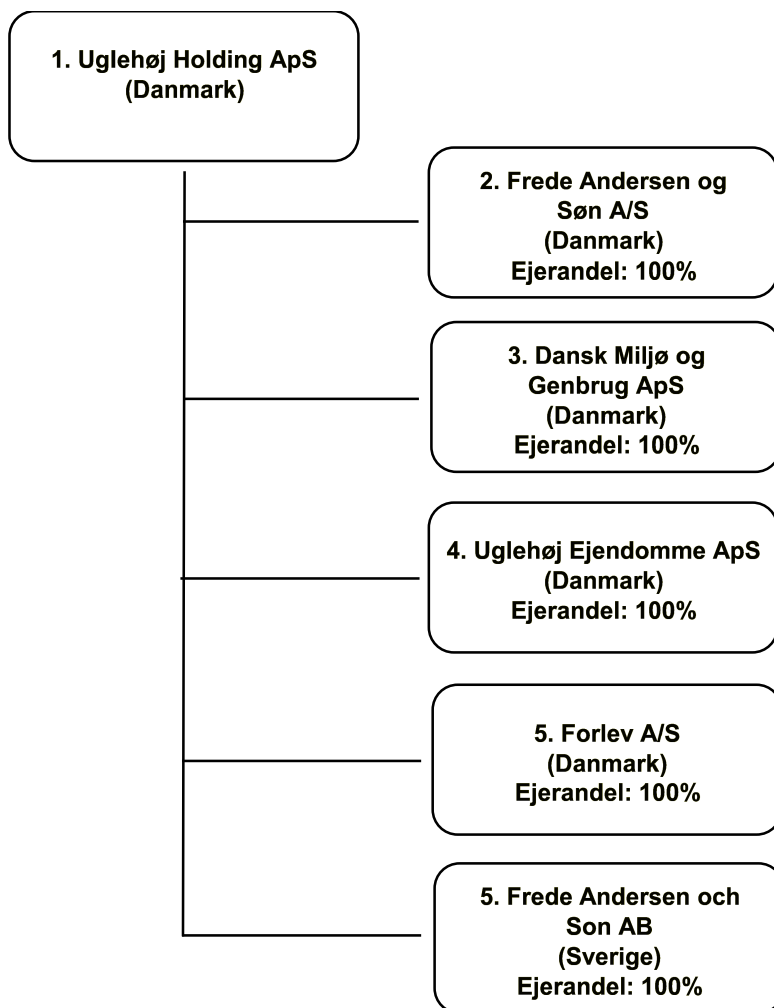 1. Uglehøj Holding ApS
(Danmark)
2. Frede Andersen og
Søn A/S
(Danmark)
Ejerandel: 100%
3. Dansk Miljø og
Genbrug ApS
(Danmark)
Ejerandel: 100%
4. Uglehøj Ejendomme ApS
(Danmark)
Ejerandel: 100%
5. Forlev A/S
(Danmark)
Ejerandel: 100%
5. Frede Andersen och
Son AB
(Sverige)
Ejerandel: 100%